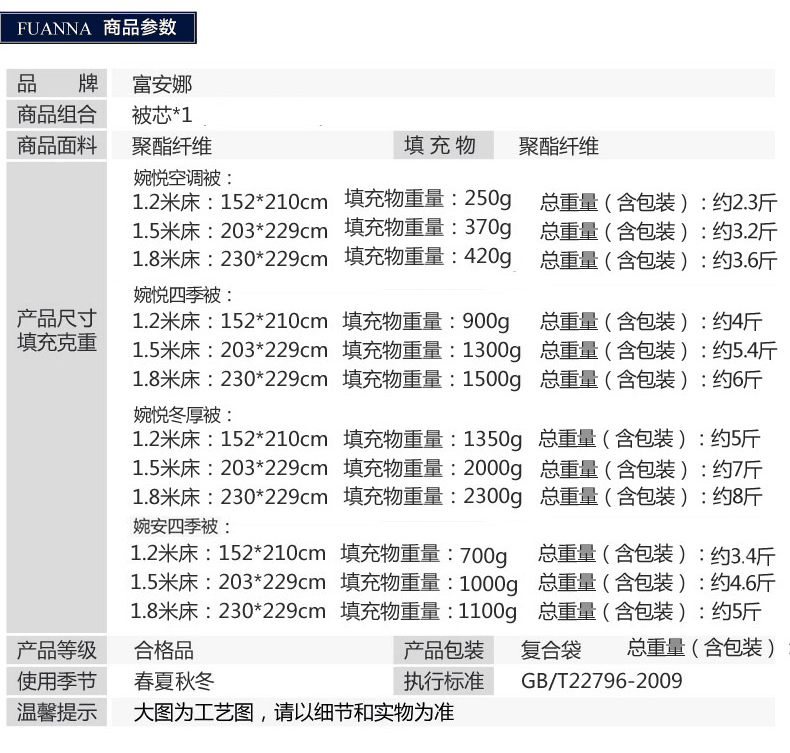 FUANNA 商品参数
品 牌 富安娜
商品组合 被芯*1
商品面料 聚酯纤维 填充物 聚酯纤维
产品尺寸
填充克重
婉悦空调被：
1.2米床：152*210cm 填充物重量：250g 总重量（含包装）：约2.3斤
1.5米床：203*229cm 填充物重量：370g 总重量（含包装）：约3.2斤
1.8米床：230*229cm 填充物重量：420g 总重量（含包装）：约3.6斤
婉悦四季被：
1.2米床：152*210cm 填充物重量：900g 总重量（含包装）：约4斤
1.5米床：203*229cm 填充物重量：1300g 总重量（含包装）：约5.4斤
1.8米床：230*229cm 填充物重量：1500g 总重量（含包装）：约6斤
婉悦冬厚被：
1.2米床：152*210cm 填充物重量：1350g 总重量（含包装）：约5斤
1.5米床：203*229cm 填充物重量：2000g 总重量（含包装）：约7斤
1.8米床：230*229cm 填充物重量：2300g 总重量（含包装）：约8斤
婉安四季被：
1.2米床：152*210cm 填充物重量：700g 总重量（含包装）：约3.4斤
1.5米床：203*229cm 填充物重量：1000g 总重量（含包装）：约4.6斤
1.8米床：230*229cm 填充物重量：1100g 总重量（含包装）：约5斤
产品等级 合格品 产品包装 复合袋 总重量（含包装）：
使用季节 春夏秋冬 执行标准 GB/T22796-2009
温馨提示 大图为工艺图，请以细节和实物为准